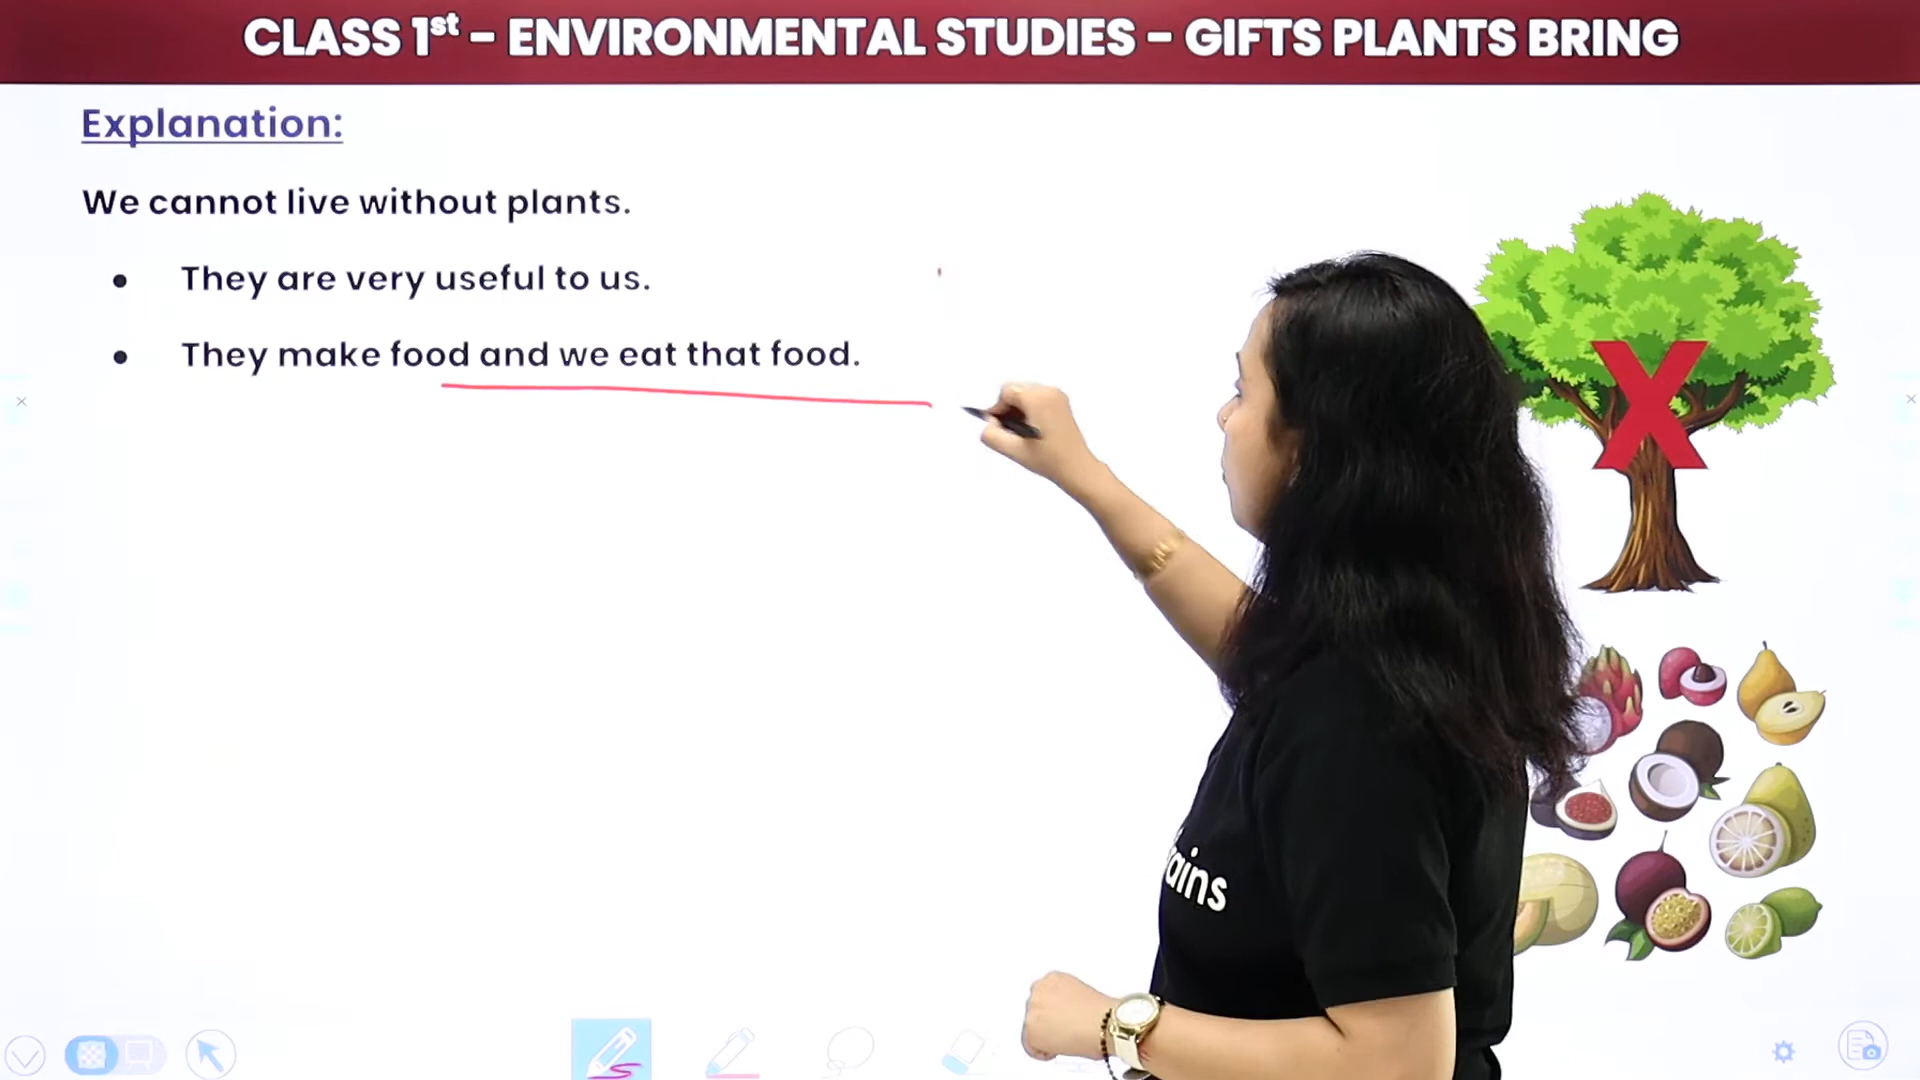 CLASS 1st - ENVIRONMENTAL STUDIES - GIFTS PLANTS BRING
Explanation:
We cannot live without plants.
• They are very useful to us.
• They make food and we eat that food.
X